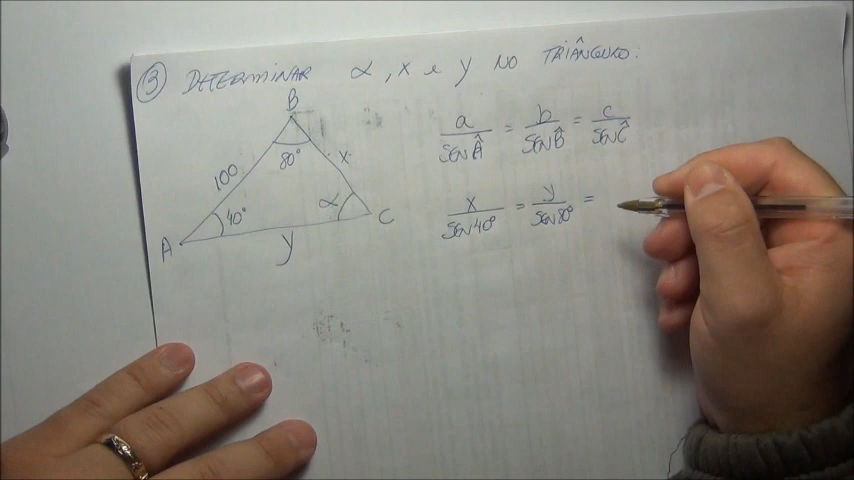 3 DETERMINAR α, x e y NO TRIÂNGULO:
B
a/SEN Â = b/SEN B̂ = c/SEN Ĉ
80°
100
x
40°
α
A
C
y
x/SEN 40° = y/SEN 80° =